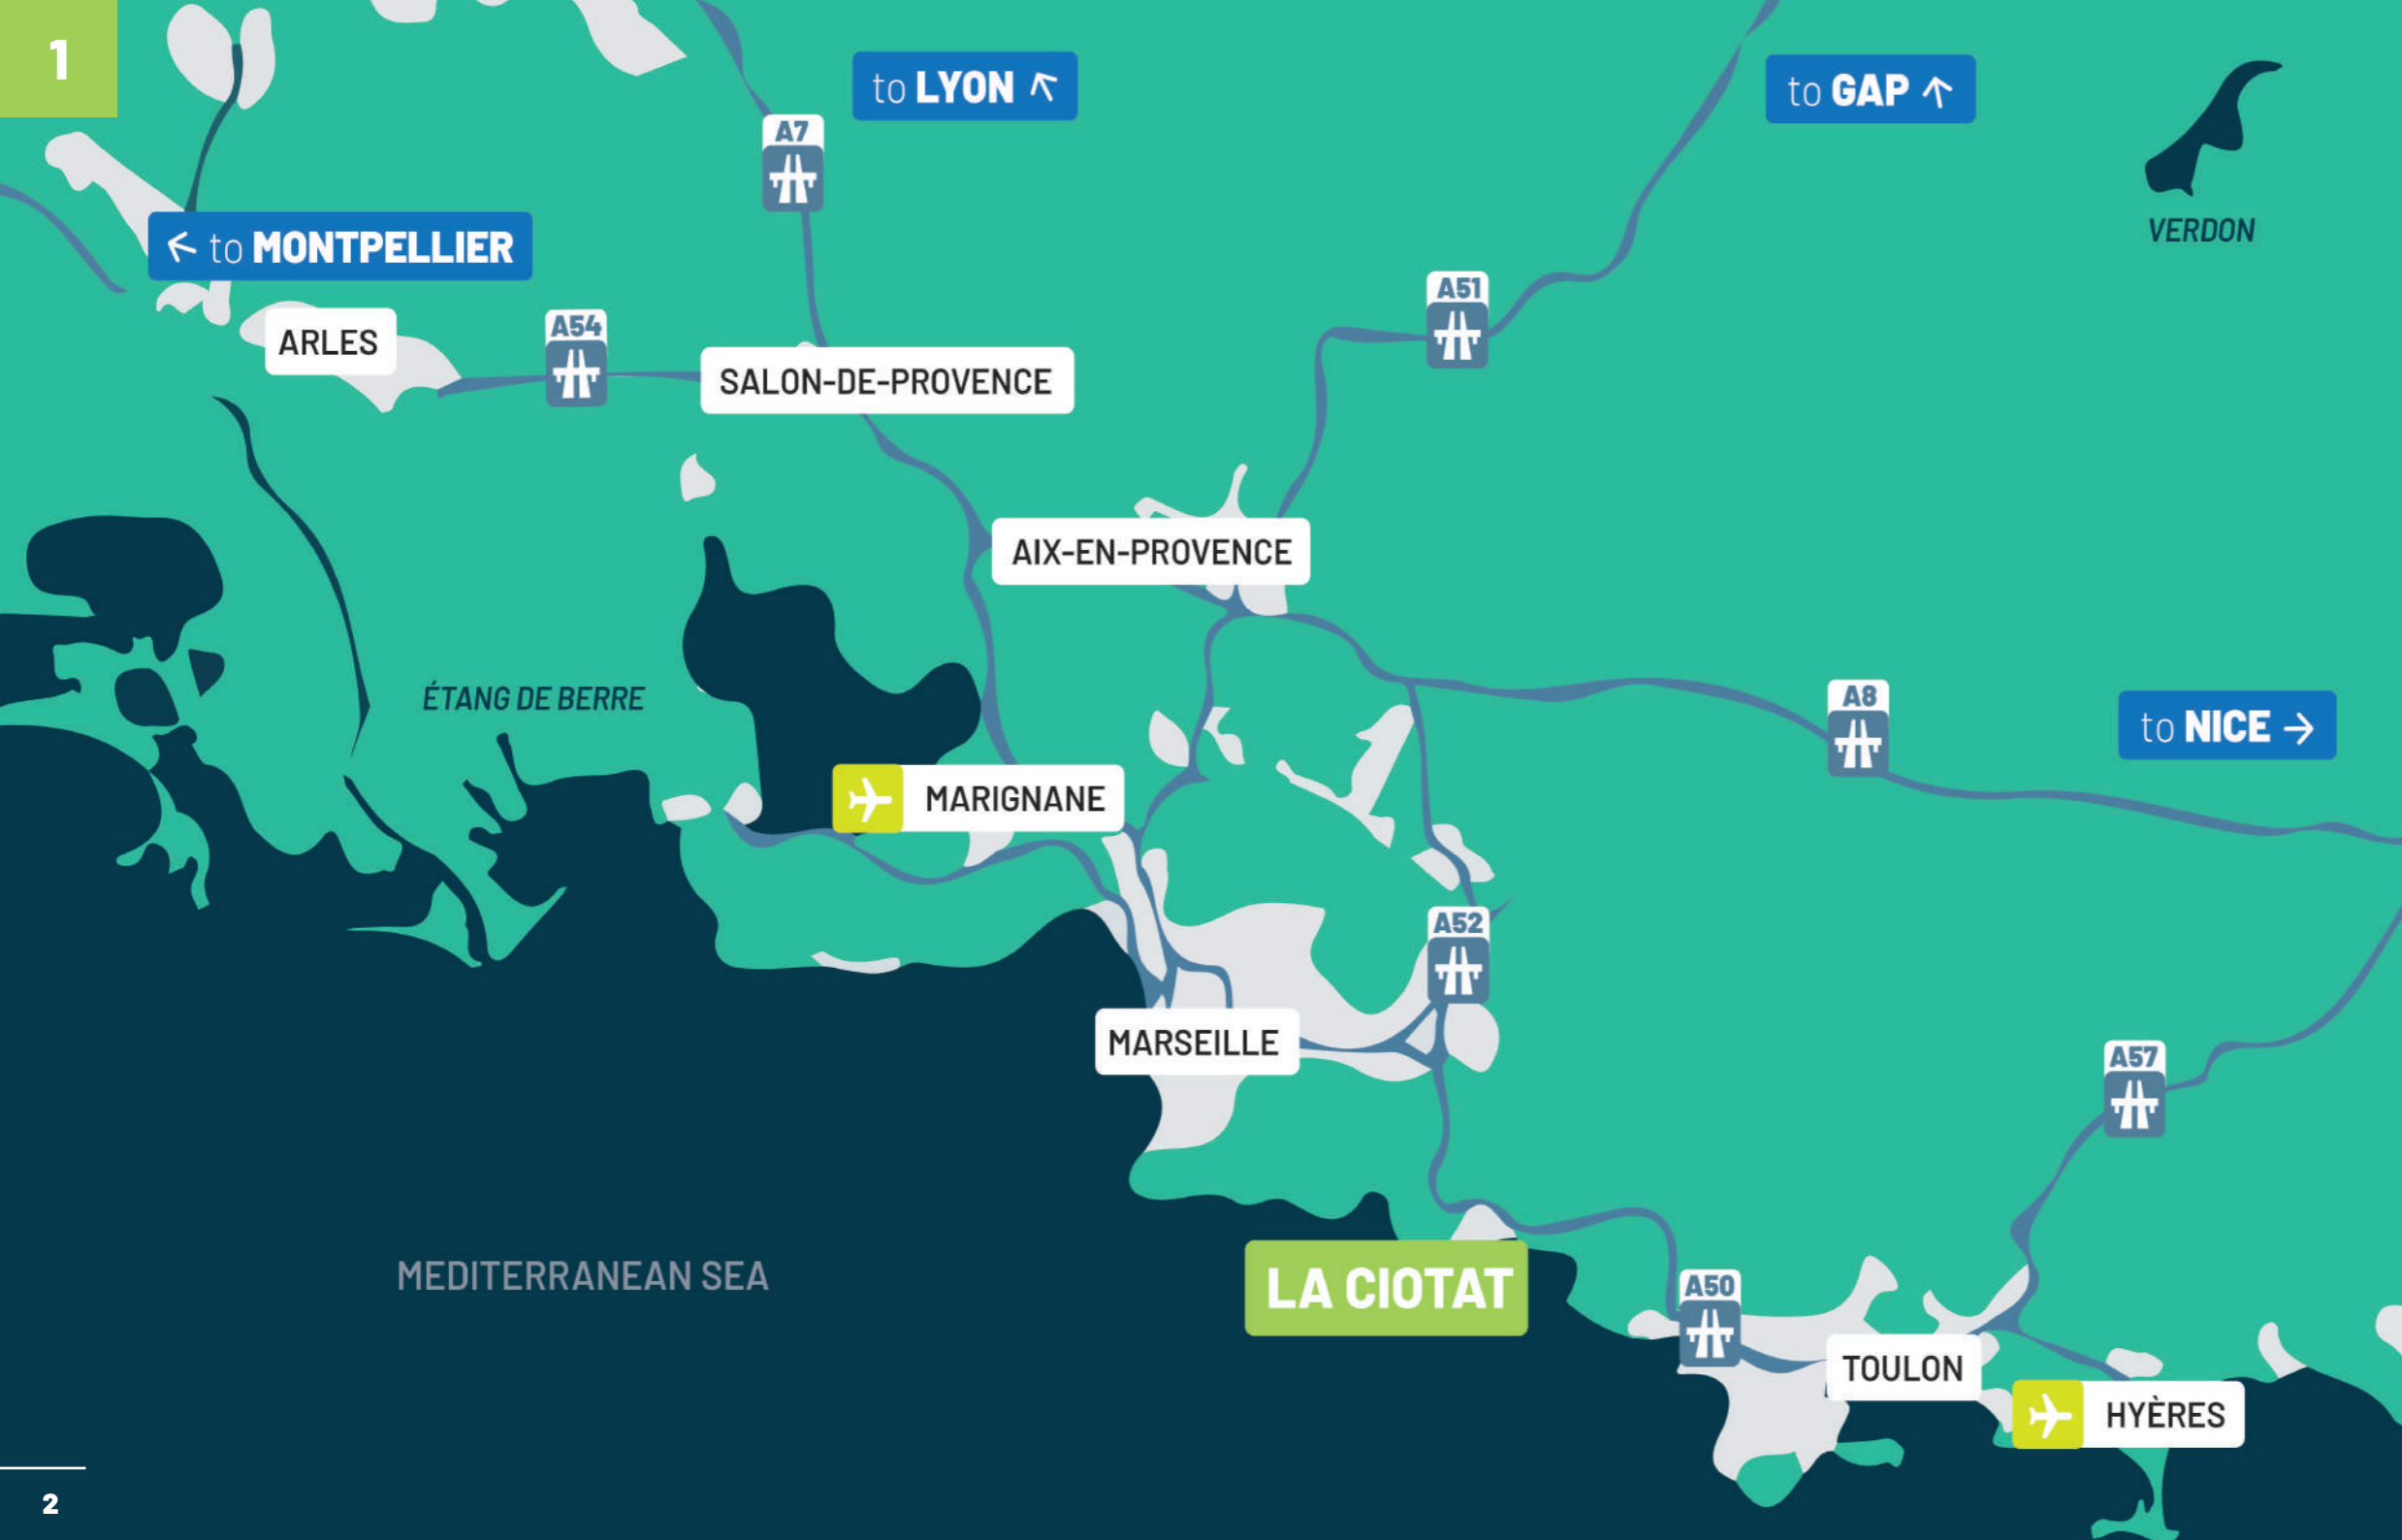 1
to LYON
to GAP
A7
VERDON
to MONTPELLIER
A51
A54
ARLES
SALON-DE-PROVENCE
AIX-EN-PROVENCE
ÉTANG DE BERRE
A8
to NICE
MARIGNANE
A52
MARSEILLE
A57
MEDITERRANEAN SEA
LA CIOTAT
A50
TOULON
HYÈRES
2